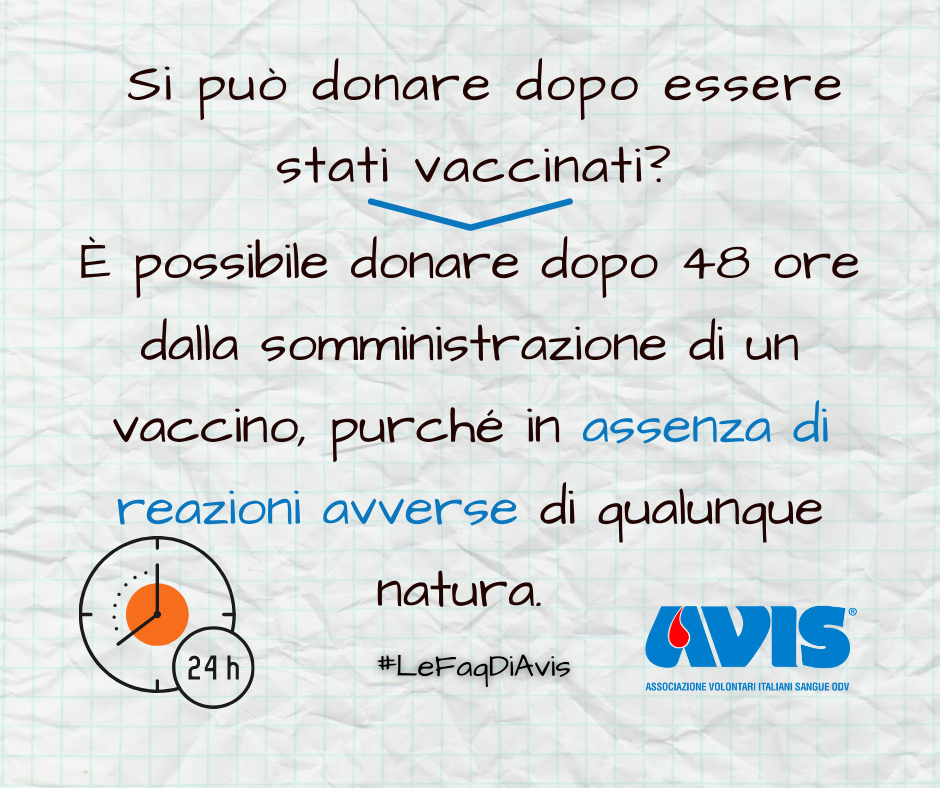 Si può donare dopo essere
stati vaccinati?
È possibile donare dopo 48 ore
dalla somministrazione di un
vaccino, purché in assenza di
reazioni avverse di qualunque
natura.
24 h
#LeFaqDiAvis
AVIS®
ASSOCIAZIONE VOLONTARI ITALIANI SANGUE ODV